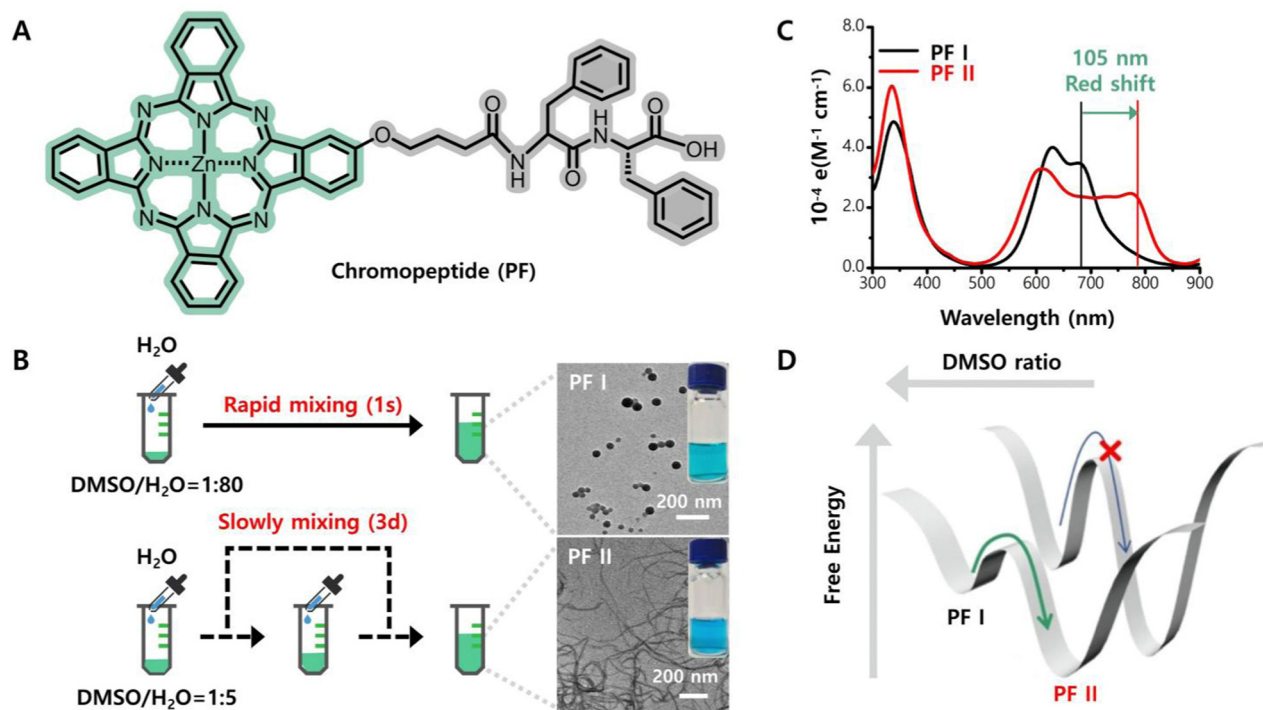 A
N
N
N
N
N
Zn
N
N
N
O
O
N
H
O
H
N
O
OH
Chromopeptide (PF)
B
H₂O
Rapid mixing (1s)
DMSO/H₂O=1:80
Slowly mixing (3d)
H₂O
DMSO/H₂O=1:5
PF I
200 nm
PF II
200 nm
C
8.0
6.0
4.0
2.0
0.0
10⁻⁴ e(M⁻¹ cm⁻¹)
PF I
PF II
105 nm
Red shift
300 400 500 600 700 800 900
Wavelength (nm)
D
DMSO ratio
Free Energy
PF I
PF II